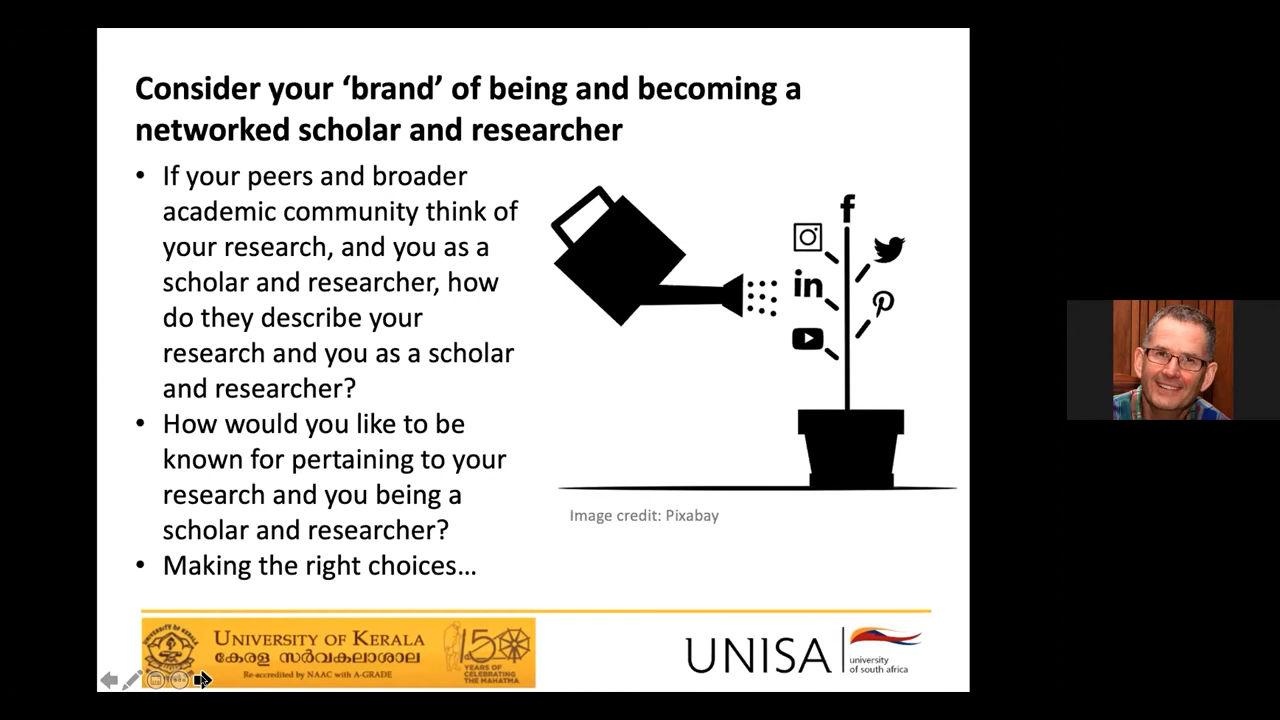 Consider your ‘brand’ of being and becoming a
networked scholar and researcher
• If your peers and broader
academic community think of
your research, and you as a
scholar and researcher, how
do they describe your
research and you as a scholar
and researcher?
• How would you like to be
known for pertaining to your
research and you being a
scholar and researcher?
• Making the right choices…
f
in
Image credit: Pixabay
UNIVERSITY OF KERALA
കേരള സർവകലാശാല
Re-accredited by NAAC with A-GRADE
150
YEARS OF
CELEBRATING
THE MAHATMA
UNISA
university
of south africa